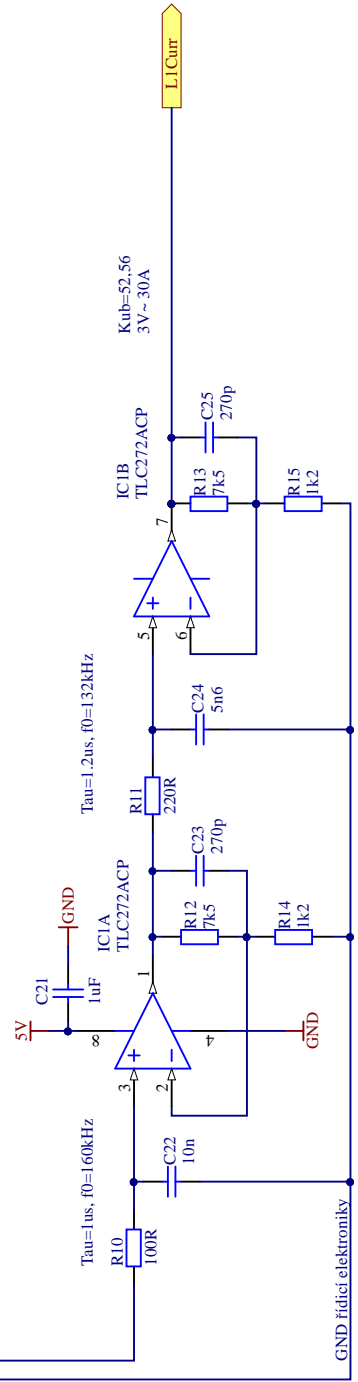 L1Curr
Kub=52,56
3V~ 30A
IC1B
TLC272ACP
C25
270p
R13
7k5
R15
1k2
7
+
5
-
6
Tau=1.2us, f0=132kHz
C24
5n6
R11
220R
C23
270p
IC1A
TLC272ACP
R12
7k5
R14
1k2
GND
C21
1uF
5V
8
1
4
GND
+
3
-
2
Tau=1us, f0=160kHz
C22
10n
R10
100R
GND řídicí elektroniky